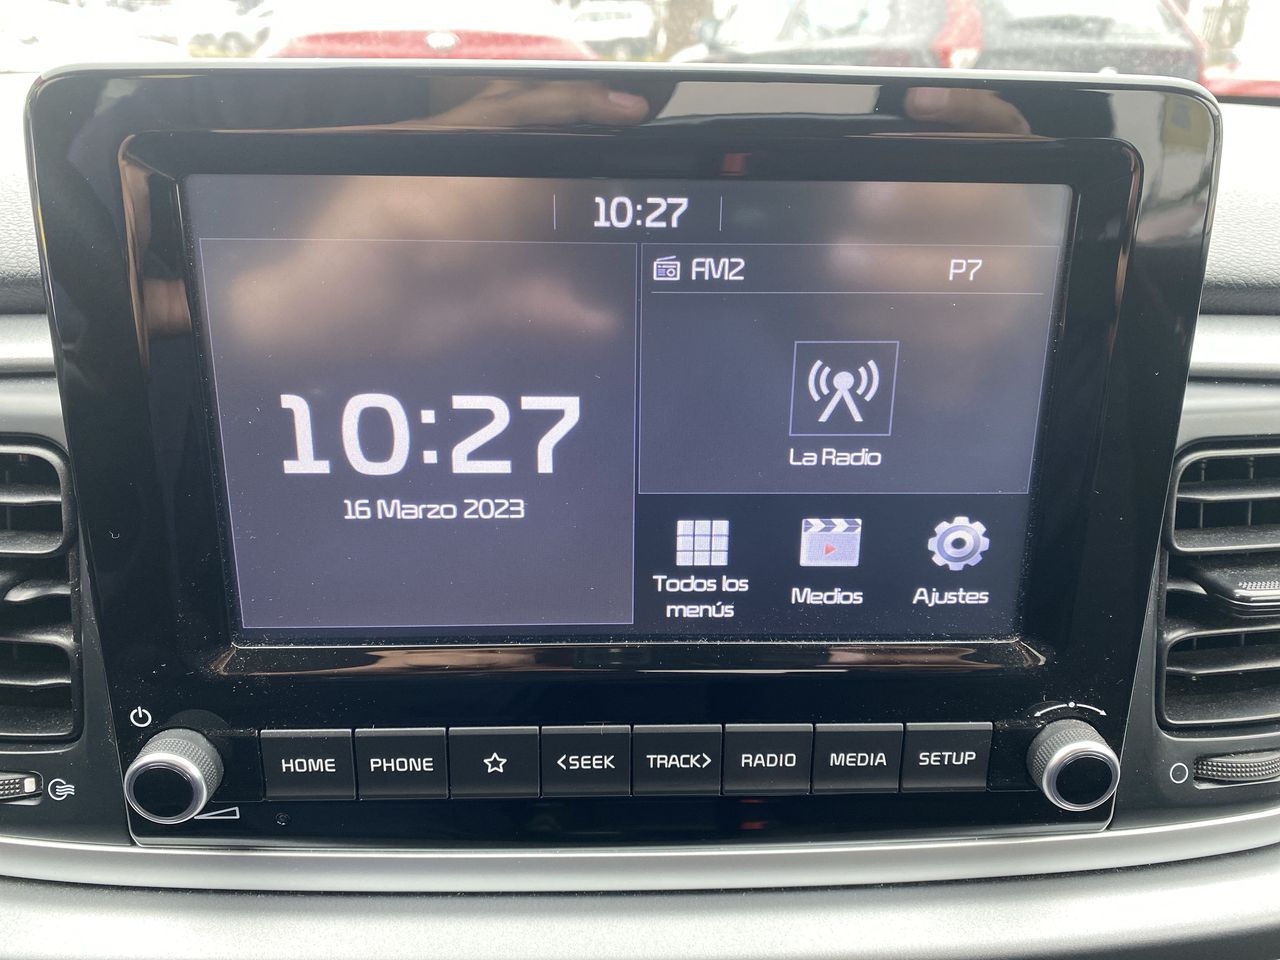 10:27
FM2 P7
10:27
16 Marzo 2023
La Radio
Todos los
menús
Medios
Ajustes
HOME
PHONE
<SEEK
TRACK>
RADIO
MEDIA
SETUP